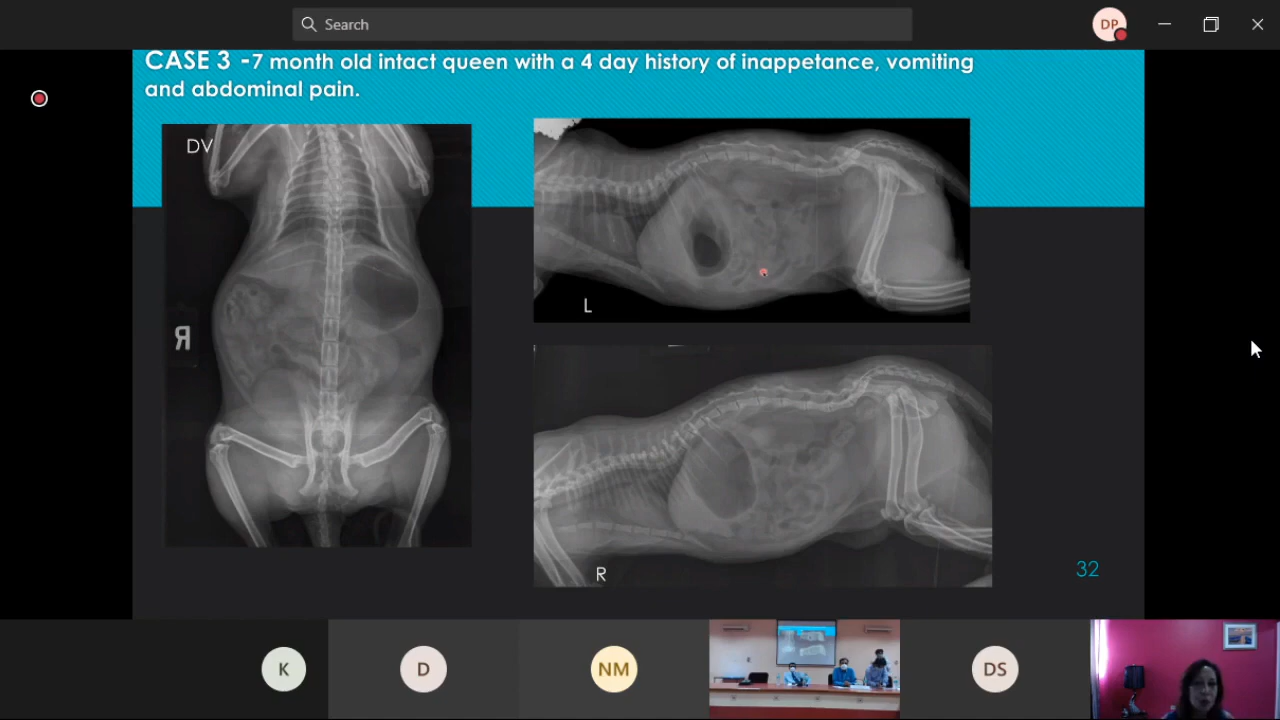 Search
DP
CASE 3 -7 month old intact queen with a 4 day history of inappetance, vomiting
and abdominal pain.
DV
R
L
R
32
K
D
NM
DS